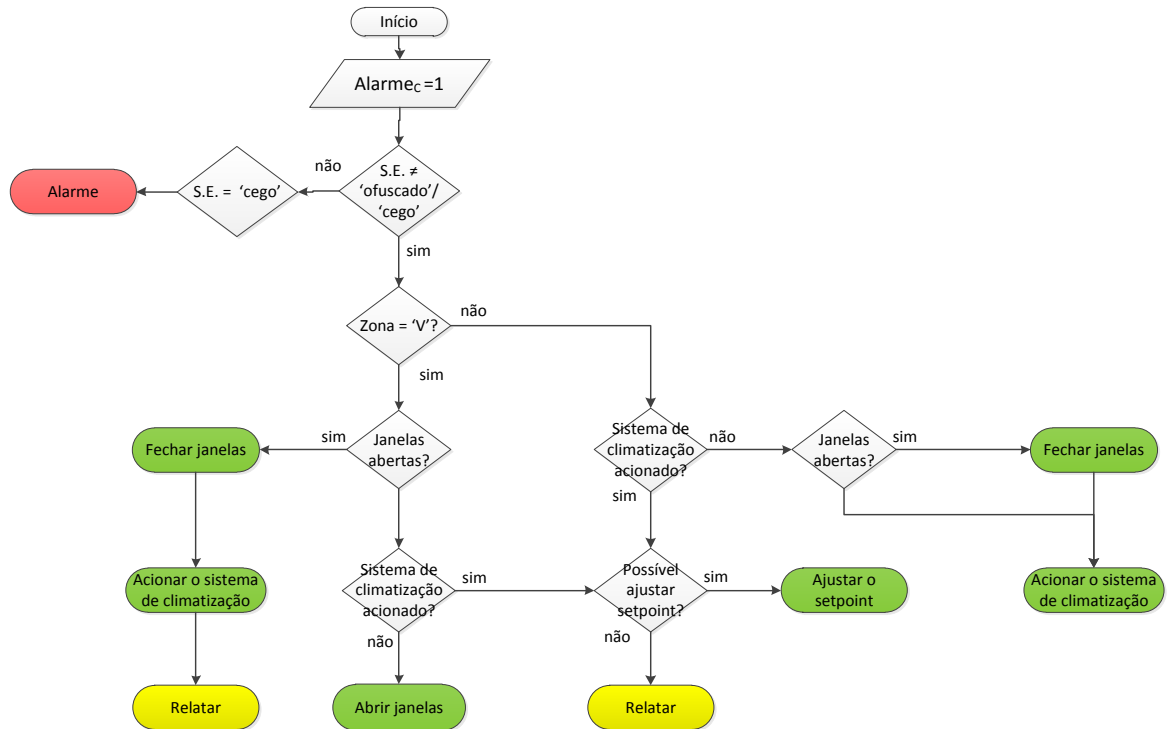 Início
Alarmec =1
não
S.E. ≠
‘ofuscado’/
‘cego’
S.E. = ‘cego’
Alarme
sim
não
Zona = ‘V’?
sim
Fechar janelas
sim
Janelas
abertas?
Sistema de
climatização
acionado?
não
Janelas
abertas?
sim
Fechar janelas
sim
Acionar o sistema
de climatização
Sistema de
climatização
acionado?
sim
Possível
ajustar
setpoint?
sim
Ajustar o
setpoint
Acionar o sistema
de climatização
não
não
Relatar
Abrir janelas
Relatar